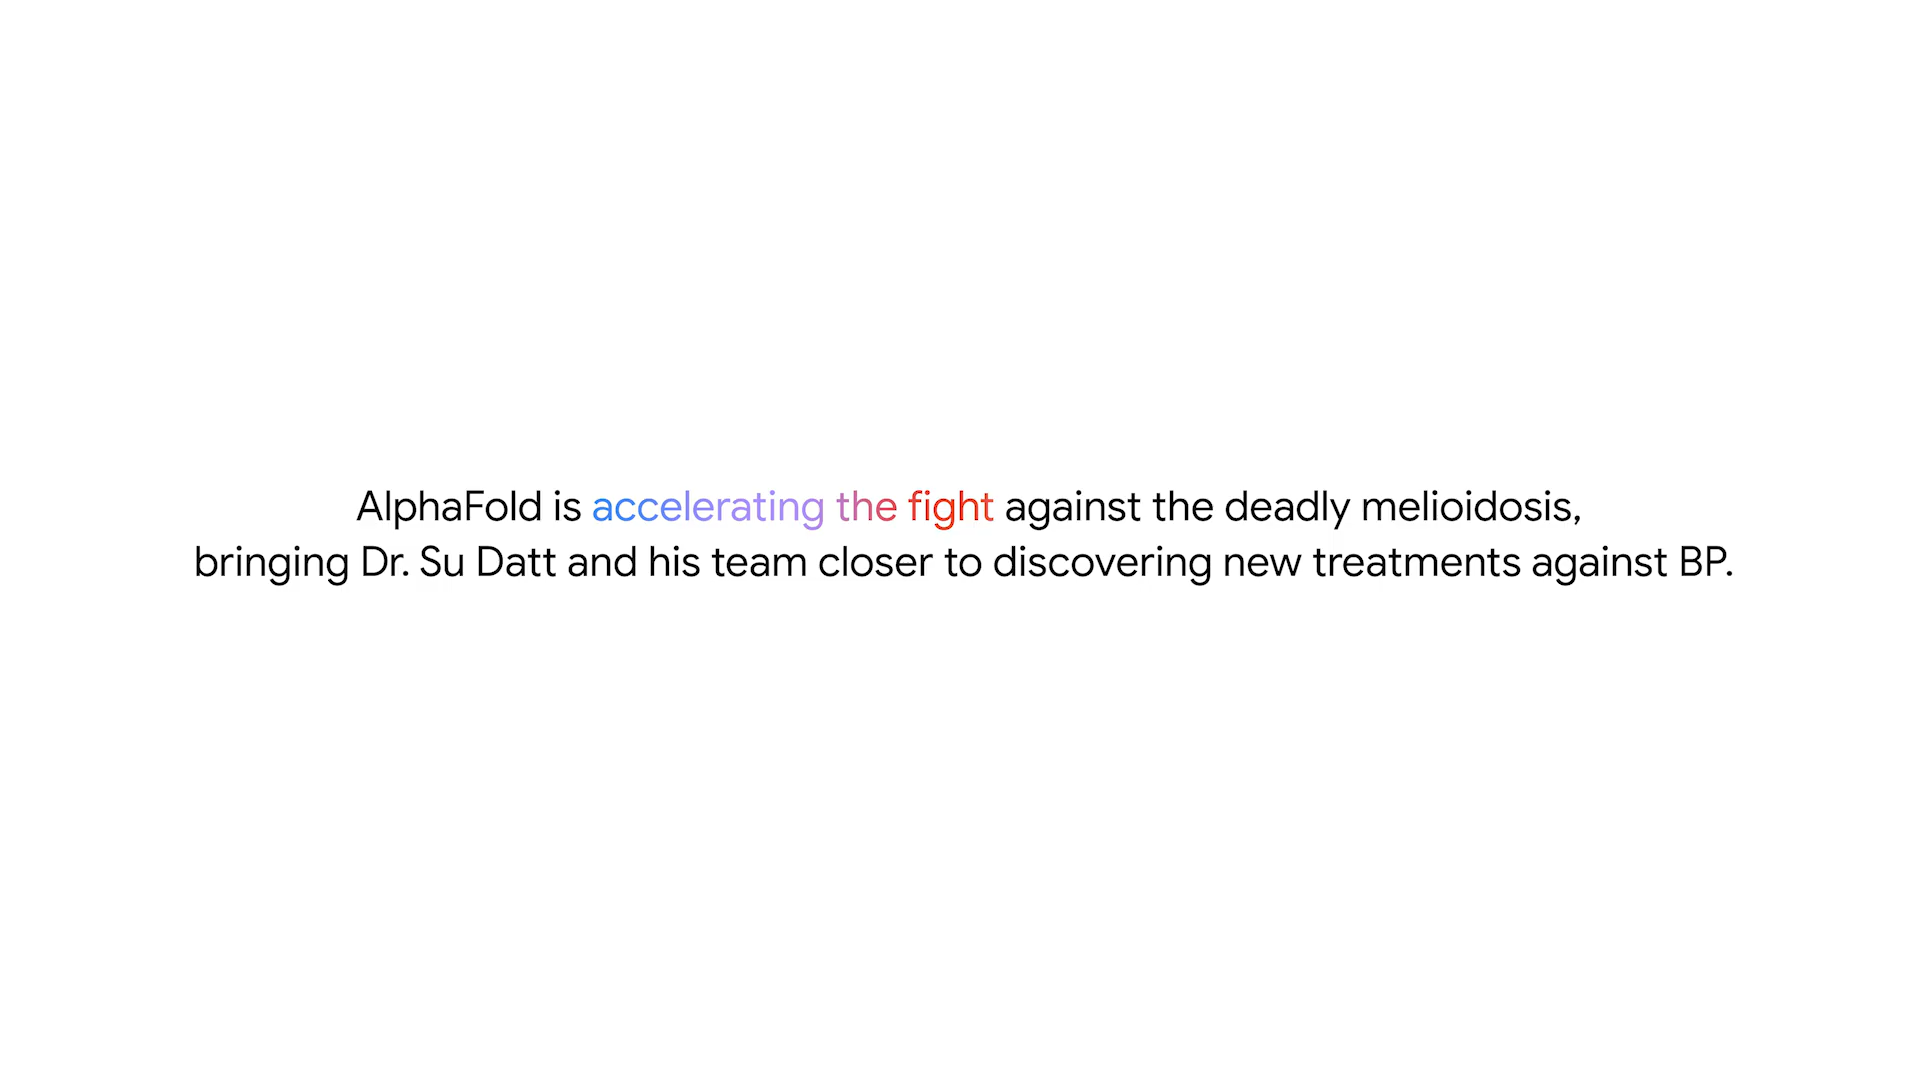 AlphaFold is accelerating the fight against the deadly melioidosis,
bringing Dr. Su Datt and his team closer to discovering new treatments against BP.